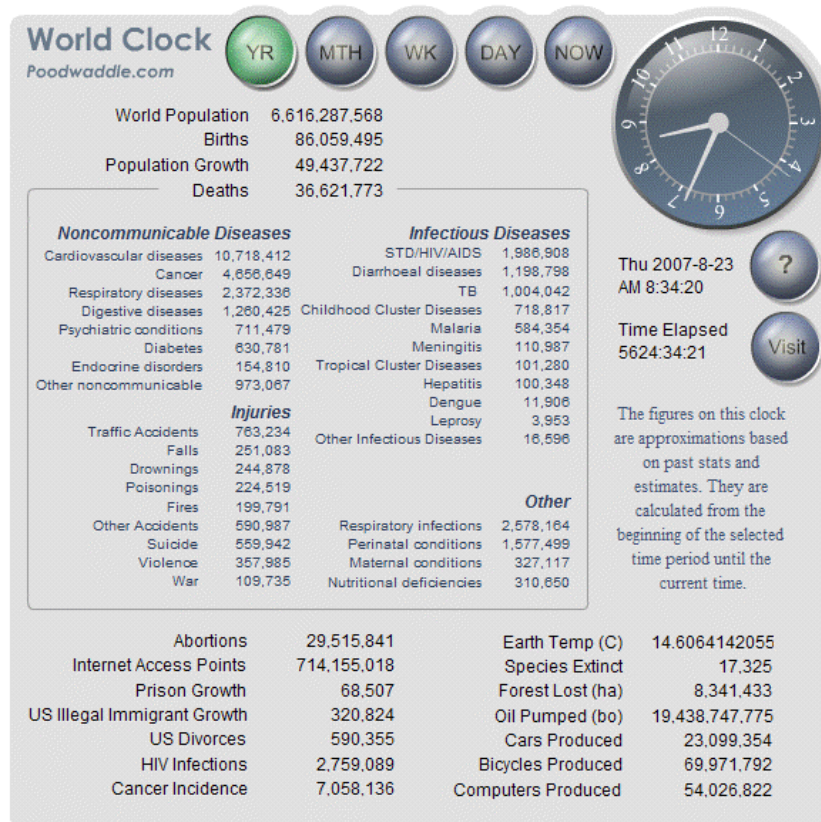 World Clock
Poodwaddle.com
YR MTH WK DAY NOW
12 1 2 3 4 5 6 7 8 9 10 11
World Population 6,616,287,568
Births 86,059,495
Population Growth 49,437,722
Deaths 36,621,773
Noncommunicable Diseases
Cardiovascular diseases 10,718,412
Cancer 4,656,649
Respiratory diseases 2,372,336
Digestive diseases 1,260,425
Psychiatric conditions 711,479
Diabetes 630,781
Endocrine disorders 154,810
Other noncommunicable 973,067
Injuries
Traffic Accidents 763,234
Falls 251,083
Drownings 244,878
Poisonings 224,519
Fires 199,791
Other Accidents 590,987
Suicide 559,942
Violence 357,985
War 109,735
Infectious Diseases
STD/HIV/AIDS 1,986,908
Diarrhoeal diseases 1,198,798
TB 1,004,042
Childhood Cluster Diseases 718,817
Malaria 584,354
Meningitis 110,987
Tropical Cluster Diseases 101,280
Hepatitis 100,348
Dengue 11,906
Leprosy 3,953
Other Infectious Diseases 16,596
Other
Respiratory infections 2,578,164
Perinatal conditions 1,577,499
Maternal conditions 327,117
Nutritional deficiencies 310,650
Thu 2007-8-23
AM 8:34:20
?
Time Elapsed
5624:34:21
Visit
The figures on this clock
are approximations based
on past stats and
estimates. They are
calculated from the
beginning of the selected
time period until the
current time.
Abortions 29,515,841
Internet Access Points 714,155,018
Prison Growth 68,507
US Illegal Immigrant Growth 320,824
US Divorces 590,355
HIV Infections 2,759,089
Cancer Incidence 7,058,136
Earth Temp (C) 14.6064142055
Species Extinct 17,325
Forest Lost (ha) 8,341,433
Oil Pumped (bo) 19,438,747,775
Cars Produced 23,099,354
Bicycles Produced 69,971,792
Computers Produced 54,026,822